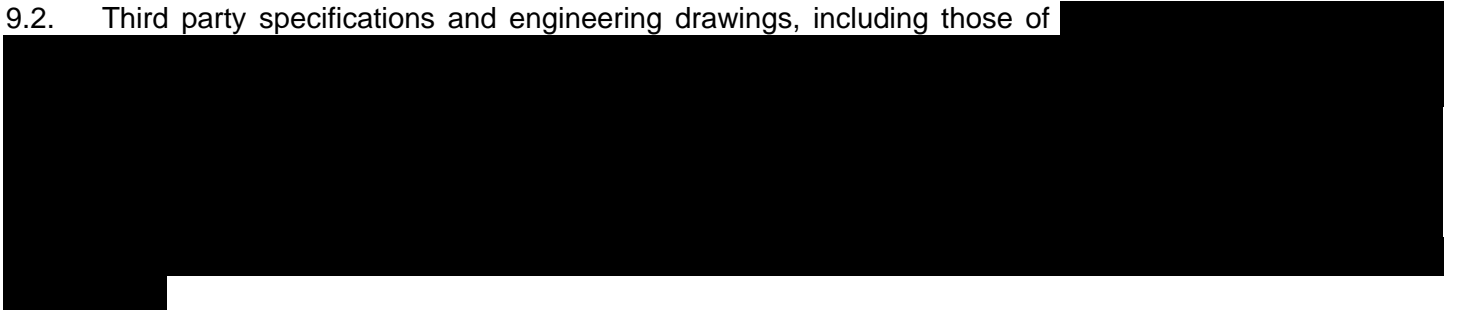 9.2. Third party specifications and engineering drawings, including those of